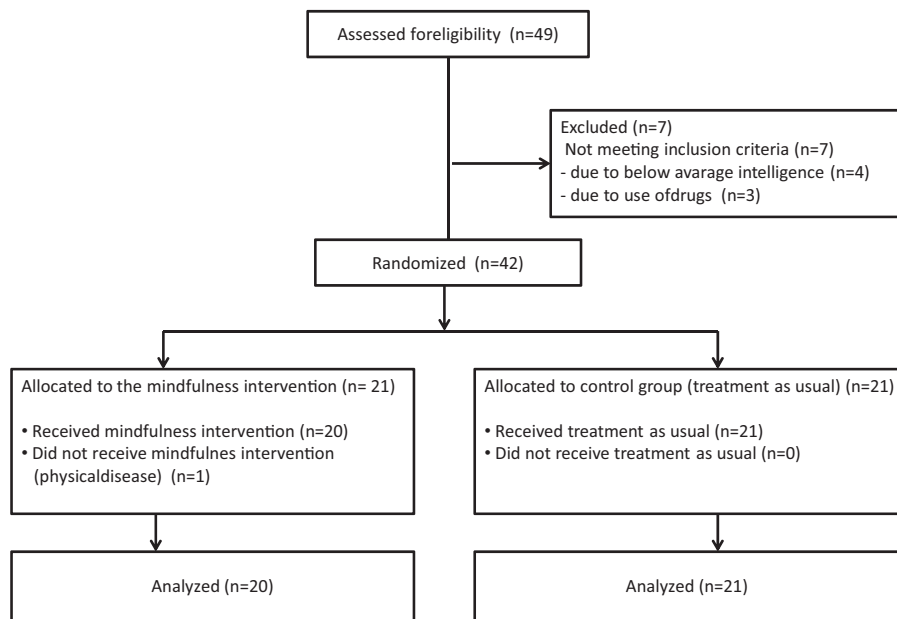 Assessed foreligibility (n=49)
Excluded (n=7)
Not meeting inclusion criteria (n=7)
- due to below avarage intelligence (n=4)
- due to use ofdrugs (n=3)
Randomized (n=42)
Allocated to the mindfulness intervention (n= 21)
• Received mindfulness intervention (n=20)
• Did not receive mindfulnes intervention
(physicaldisease) (n=1)
Allocated to control group (treatment as usual) (n=21)
• Received treatment as usual (n=21)
• Did not receive treatment as usual (n=0)
Analyzed (n=20)
Analyzed (n=21)